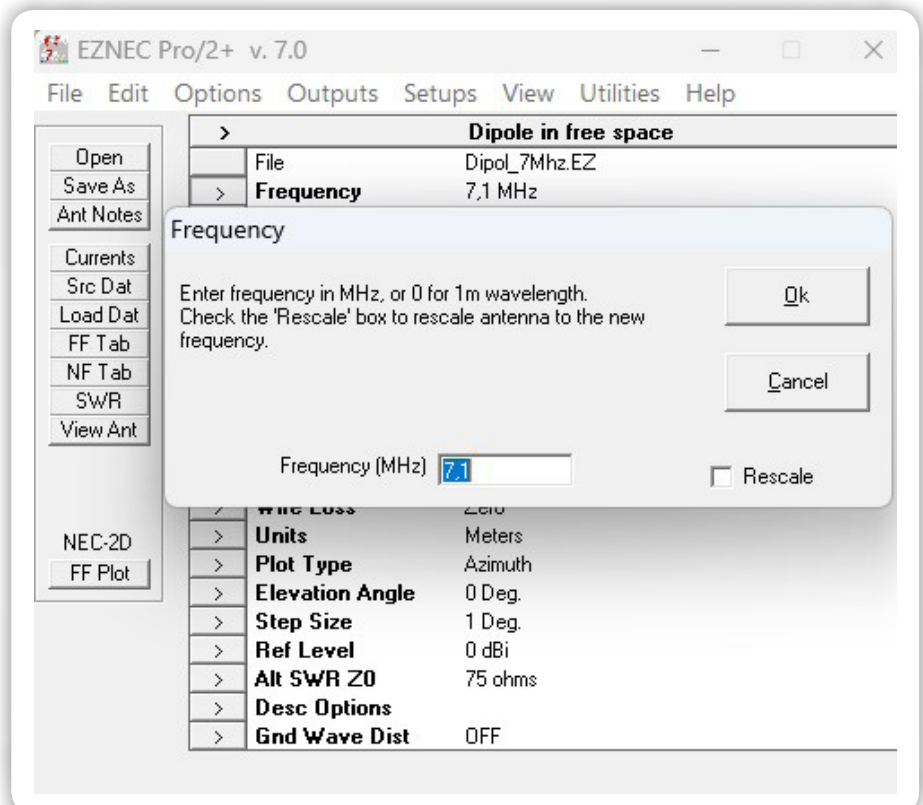 EZNEC Pro/2+ v. 7.0
File Edit Options Outputs Setups View Utilities Help
Open
Save As
Ant Notes
Currents
Src Dat
Load Dat
FF Tab
NF Tab
SWR
View Ant
NEC-2D
FF Plot
> Dipole in free space
File Dipol_7Mhz.EZ
> Frequency 7,1 MHz
Frequency
Enter frequency in MHz, or 0 for 1m wavelength.
Check the 'Rescale' box to rescale antenna to the new
frequency.
Ok
Cancel
Frequency (MHz) 7,1
Rescale
> Wire Loss Zero
> Units Meters
> Plot Type Azimuth
> Elevation Angle 0 Deg.
> Step Size 1 Deg.
> Ref Level 0 dBi
> Alt SWR Z0 75 ohms
> Desc Options
> Gnd Wave Dist OFF